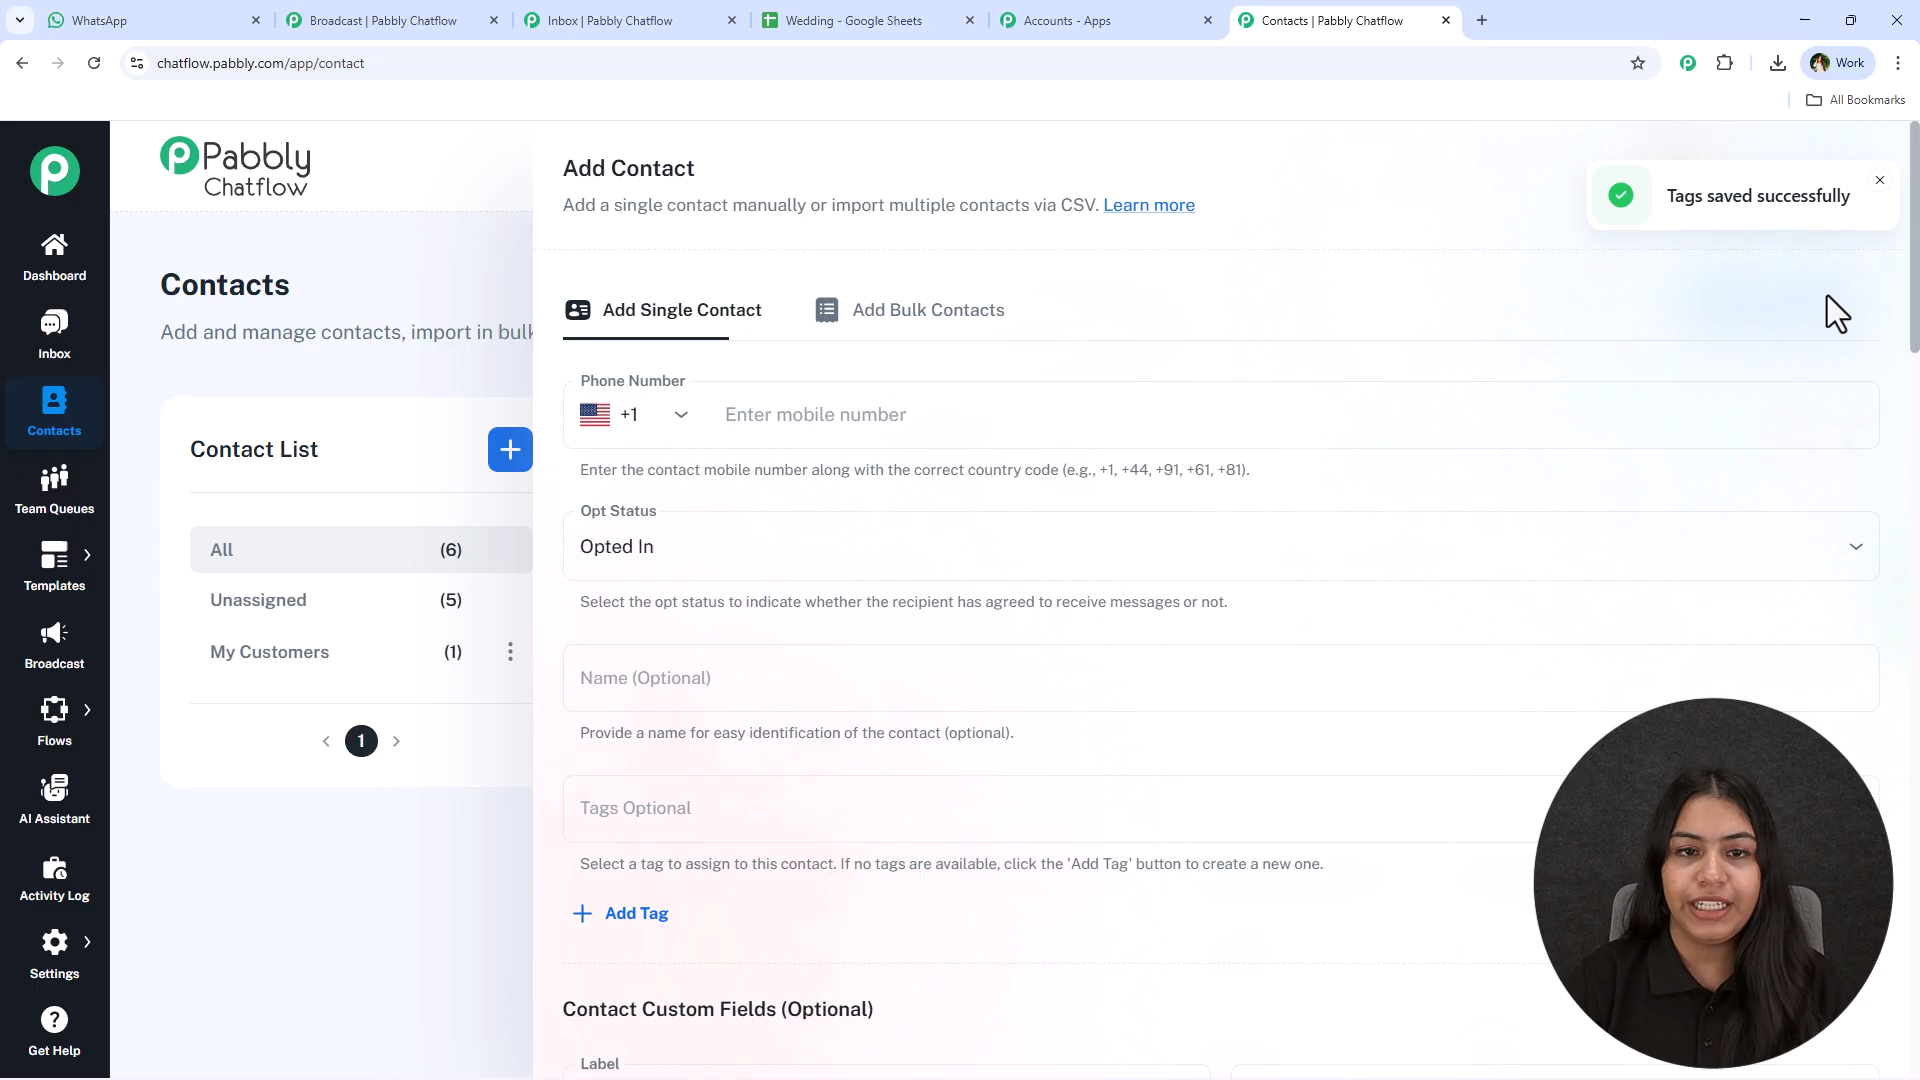 WhatsApp
Broadcast | Pabbly Chatflow
Inbox | Pabbly Chatflow
Wedding - Google Sheets
Accounts - Apps
Contacts | Pabbly Chatflow
chatflow.pabbly.com/app/contact
Work
All Bookmarks
Pabbly
Chatflow
Dashboard
Inbox
Contacts
Team Queues
Templates
Broadcast
Flows
AI Assistant
Activity Log
Settings
Get Help
Contacts
Add and manage contacts, import in bulk
Contact List
All (6)
Unassigned (5)
My Customers (1)
1
Add Contact
Add a single contact manually or import multiple contacts via CSV. Learn more
Tags saved successfully
Add Single Contact
Add Bulk Contacts
Phone Number
+1
Enter mobile number
Enter the contact mobile number along with the correct country code (e.g., +1, +44, +91, +61, +81).
Opt Status
Opted In
Select the opt status to indicate whether the recipient has agreed to receive messages or not.
Name (Optional)
Provide a name for easy identification of the contact (optional).
Tags Optional
Select a tag to assign to this contact. If no tags are available, click the 'Add Tag' button to create a new one.
Add Tag
Contact Custom Fields (Optional)
Label